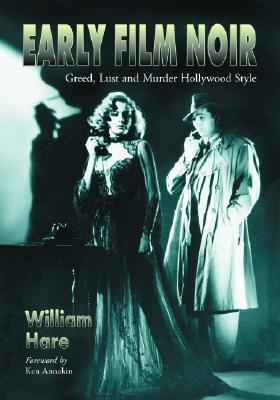 EARLY FILM NOIR
Greed, Lust and Murder Hollywood Style
William
Hare
Foreword by
Ken Annakin